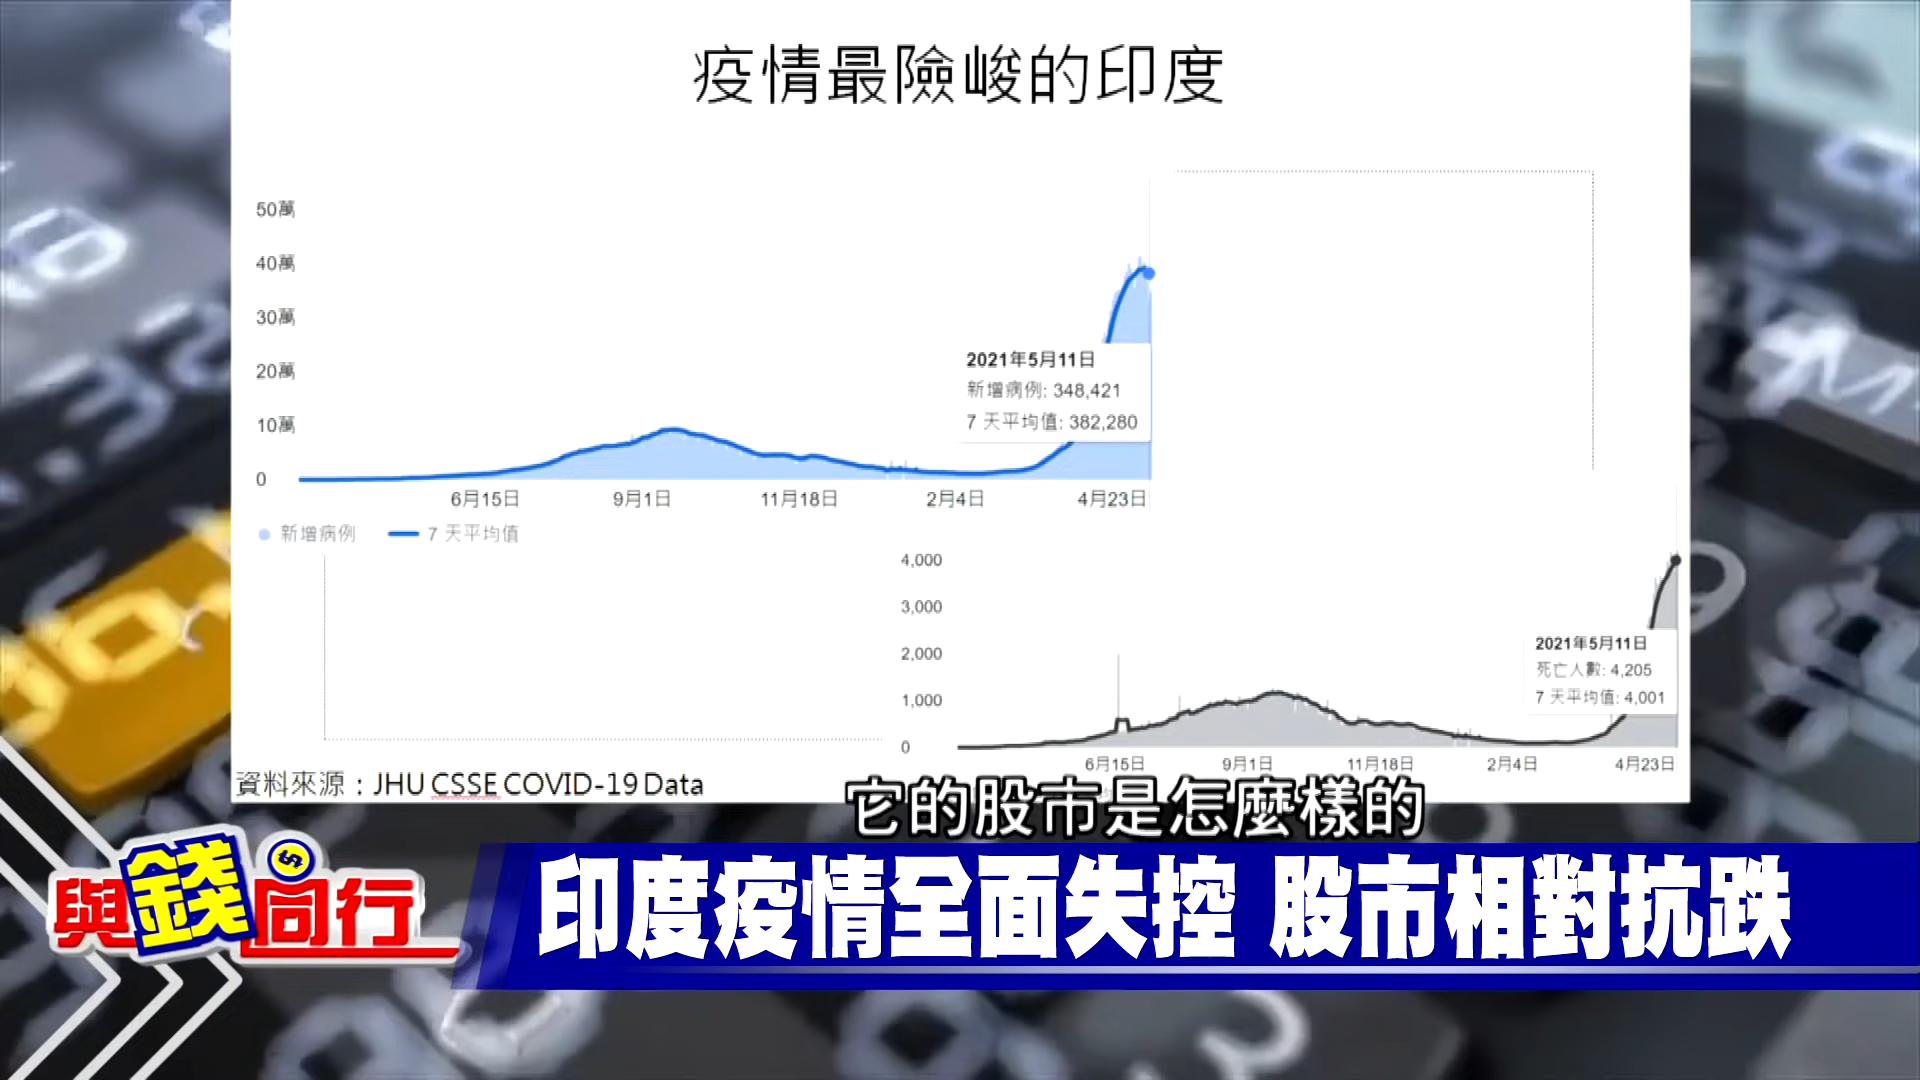 疫情最險峻的印度
50萬
40萬
30萬
20萬
10萬
0
2021年5月11日
新增病例: 348,421
7 天平均值: 382,280
6月15日 9月1日 11月18日 2月4日 4月23日
新增病例 7 天平均值
4,000
3,000
2,000
1,000
0
2021年5月11日
死亡人數: 4,205
7 天平均值: 4,001
6月15日 9月1日 11月18日 2月4日 4月23日
資料來源：JHU CSSE COVID-19 Data
它的股市是怎麼樣的
與錢同行
印度疫情全面失控 股市相對抗跌